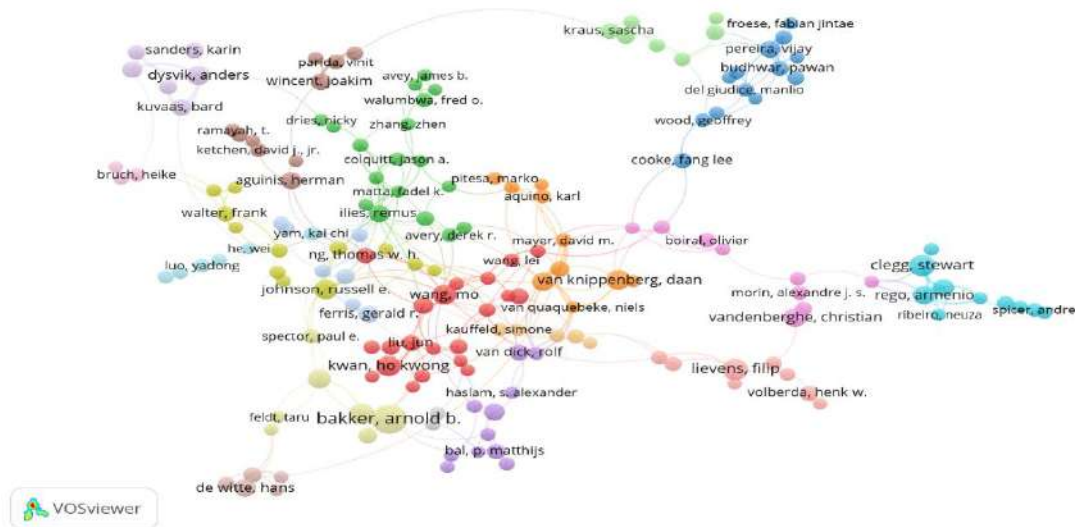 froese, fabian jintae
kraus, sascha
sanders, karin
pereira, vijay
parida, vinit
dysvik, anders
avey, james b.
budhwar, pawan
wincent, joakim
walumbwa, fred o.
del giudice, manlio
kuvaas, bard
dries, nicky
zhang, zhen
wood, geoffrey
ramayah, t.
ketchen, david j., jr.
colquitt, jason a.
cooke, fang lee
bruch, heike
aguinis, herman
pitesa, marko
matta, fadel k.
aquino, karl
walter, frank
ilies, remus
yam, kai chi
avery, derek r.
mayer, david m.
boiral, olivier
he, wei
ng, thomas w. h.
wang, lei
luo, yadong
clegg, stewart
johnson, russell e.
van knippenberg, daan
wang, mo
morin, alexandre j. s.
rego, armenio
van quaquebeke, niels
spicer, andre
ferris, gerald r.
ribeiro, neuza
vandenberghe, christian
kauffeld, simone
spector, paul e.
liu, jun
van dick, rolf
kwan, ho kwong
lievens, filip
volberda, henk w.
haslam, s. alexander
feldt, taru
bakker, arnold b.
bal, p. matthijs
de witte, hans
VOSviewer